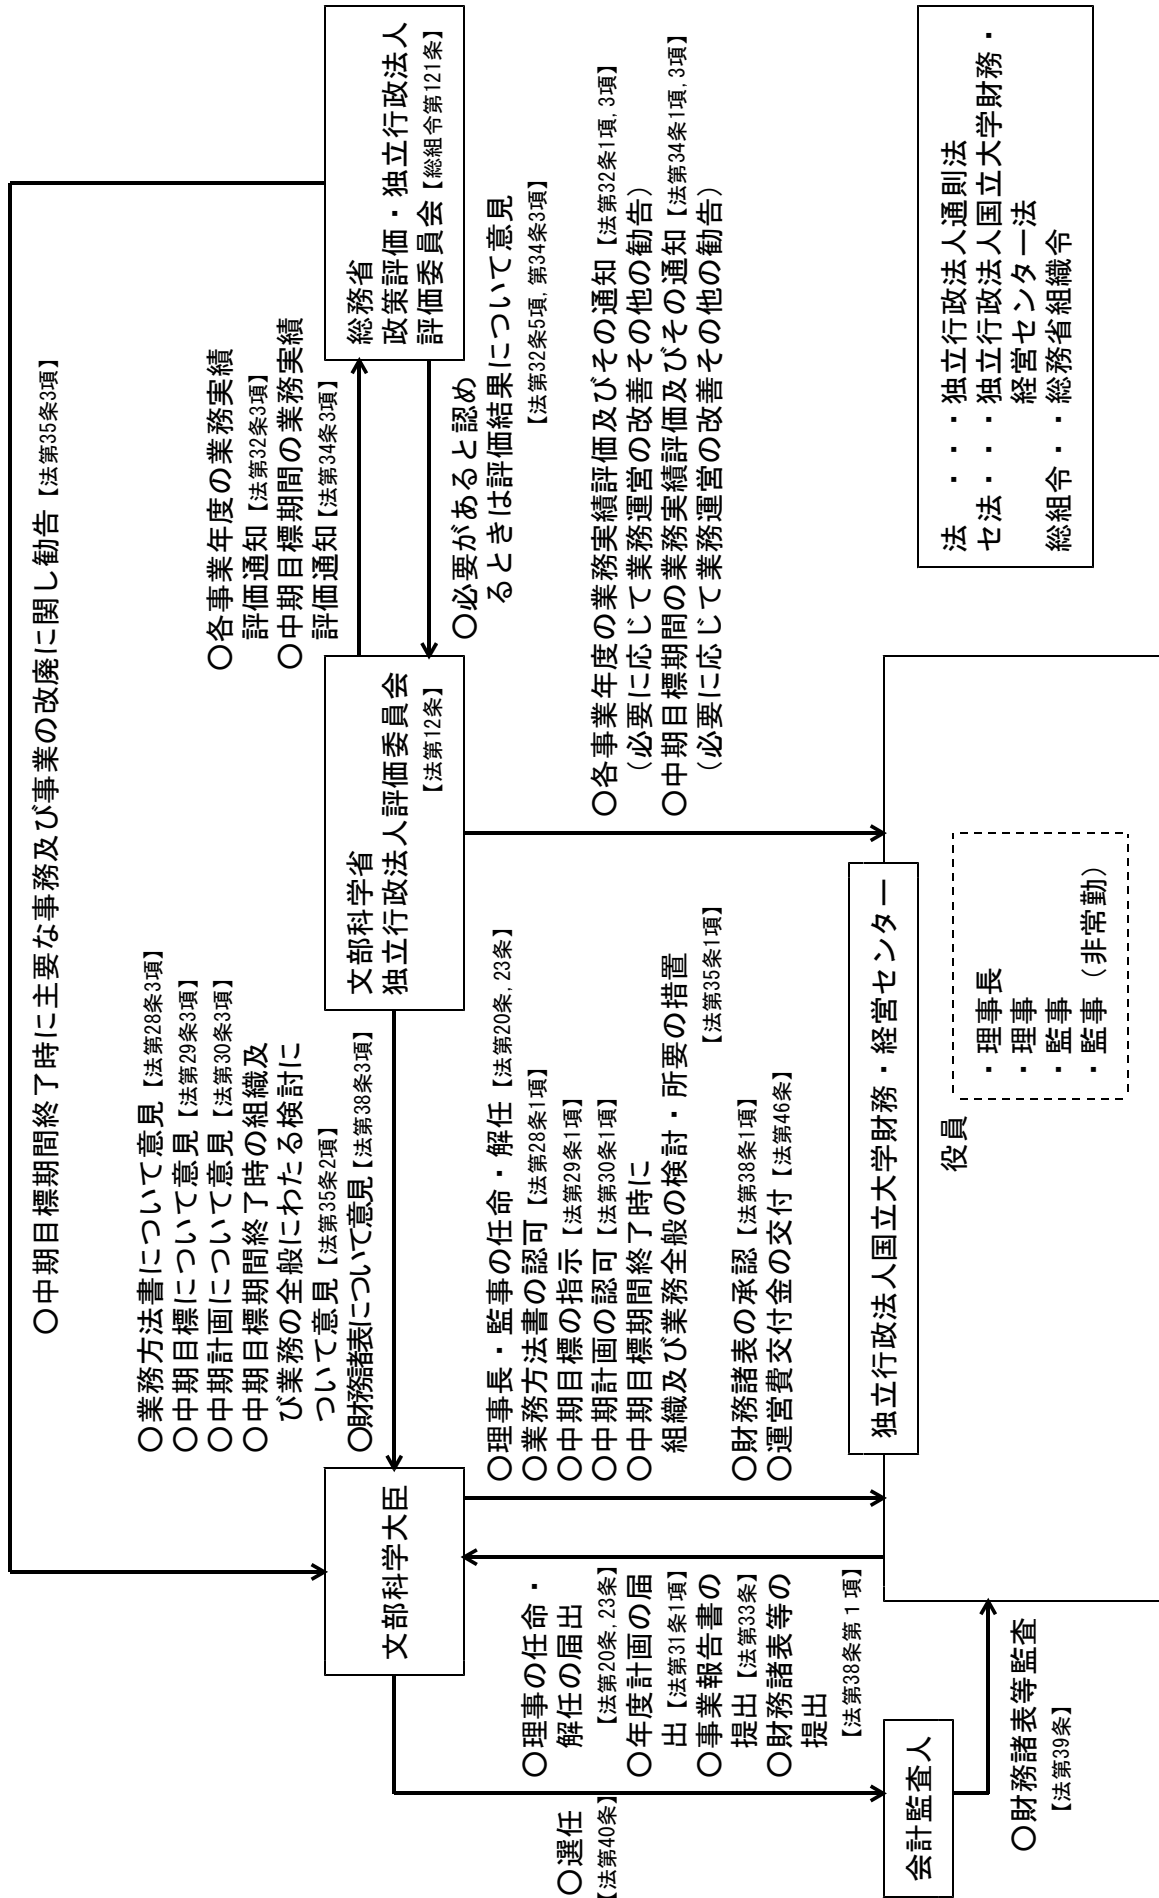 ○中期目標期間終了時に主要な事務及び事業の改廃に関し勧告【法第35条3項】
○業務方法書について意見【法第28条3項】
○中期目標について意見【法第29条3項】
○中期計画について意見【法第30条3項】
○中期目標期間終了時の組織及
び業務の全般にわたる検討に
ついて意見【法第35条2項】
○財務諸表について意見【法第38条3項】
○各事業年度の業務実績
評価通知【法第32条3項】
○中期目標期間の業務実績
評価通知【法第34条3項】
文部科学大臣
文部科学省
独立行政法人評価委員会
【法第12条】
総務省
政策評価・独立行政法人
評価委員会【総組令第121条】
○必要があると認め
るときは評価結果について意見
【法第32条5項,第34条3項】
○選任
【法第40条】
○理事の任命・
解任の届出
【法第20条,23条】
○年度計画の届
出【法第31条1項】
○事業報告書の
提出【法第33条】
○財務諸表等の
提出
【法第38条第1項】
○理事長・監事の任命・解任【法第20条,23条】
○業務方法書の認可【法第28条1項】
○中期目標の指示【法第29条1項】
○中期計画の認可【法第30条1項】
○中期目標期間終了時に
組織及び業務全般の検討・所要の措置
【法第35条1項】
○財務諸表の承認【法第38条1項】
○運営費交付金の交付【法第46条】
○各事業年度の業務実績評価及びその通知【法第32条1項,3項】
(必要に応じて業務運営の改善その他の勧告)
○中期目標期間の業務実績評価及びその通知【法第34条1項,3項】
(必要に応じて業務運営の改善その他の勧告)
会計監査人
○財務諸表等監査
【法第39条】
独立行政法人国立大学財務・経営センター
役員
・理事長
・理事
・監事
・監事(非常勤)
法・・・・独立行政法人通則法
セ法・・・独立行政法人国立大学財務・
経営センター法
総組令・・総務省組織令